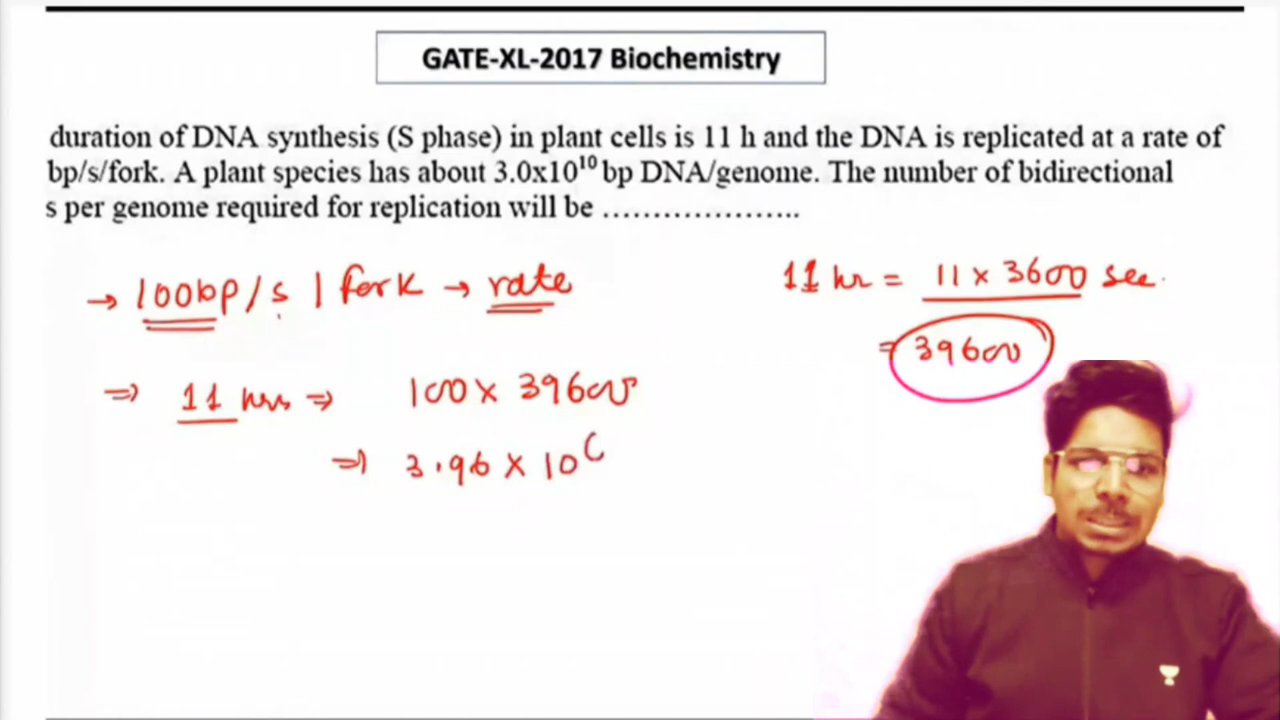 GATE-XL-2017 Biochemistry
duration of DNA synthesis (S phase) in plant cells is 11 h and the DNA is replicated at a rate of
bp/s/fork. A plant species has about 3.0x10¹⁰ bp DNA/genome. The number of bidirectional
s per genome required for replication will be ………………..
→ 100bp/s | fork → rate
11 hr = 11 x 3600 sec.
= 39600
⇒ 11 hrs ⇒ 100 x 39600
⇒ 3.96 x 10